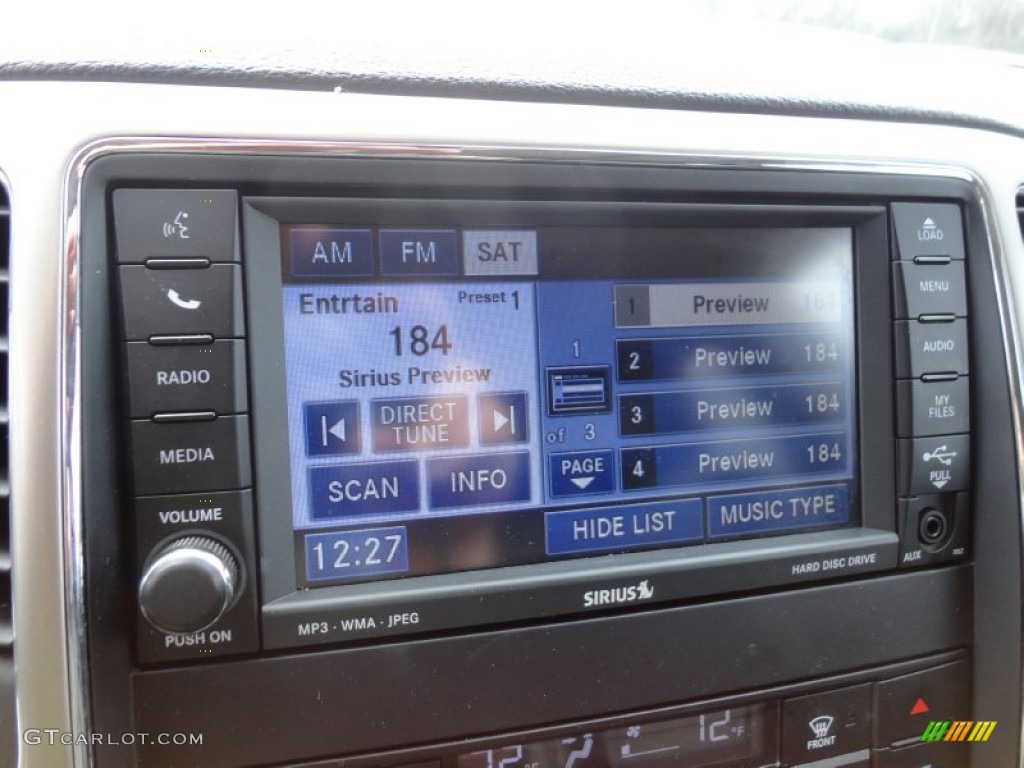 AM FM SAT
LOAD
MENU
AUDIO
MY
FILES
PULL
AUX
RADIO
MEDIA
VOLUME
PUSH ON
Entrtain Preset 1
184
Sirius Preview
DIRECT
TUNE
SCAN INFO
12:27
1
of 3
PAGE
1 Preview 184
2 Preview 184
3 Preview 184
4 Preview 184
HIDE LIST MUSIC TYPE
MP3 · WMA · JPEG
SIRIUS
HARD DISC DRIVE
72 °F
72 °F
FRONT
GTCARLOT.COM